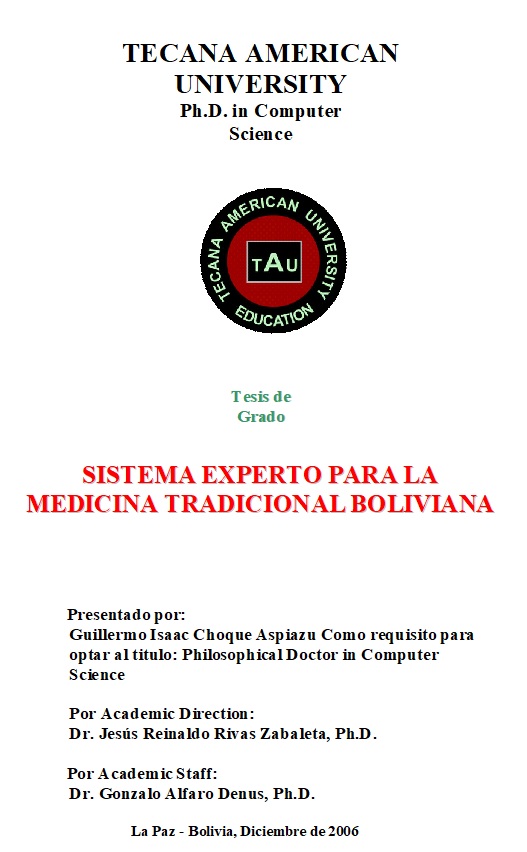 TECANA AMERICAN
UNIVERSITY
Ph.D. in Computer
Science
TECANA AMERICAN UNIVERSITY
TAU
EDUCATION
Tesis de
Grado
SISTEMA EXPERTO PARA LA
MEDICINA TRADICIONAL BOLIVIANA
Presentado por:
Guillermo Isaac Choque Aspiazu Como requisito para
optar al titulo: Philosophical Doctor in Computer
Science
Por Academic Direction:
Dr. Jesús Reinaldo Rivas Zabaleta, Ph.D.
Por Academic Staff:
Dr. Gonzalo Alfaro Denus, Ph.D.
La Paz - Bolivia, Diciembre de 2006